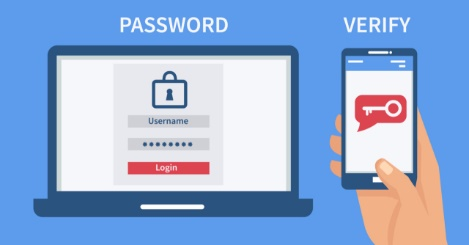 PASSWORD
VERIFY
Username
••••••••
Login